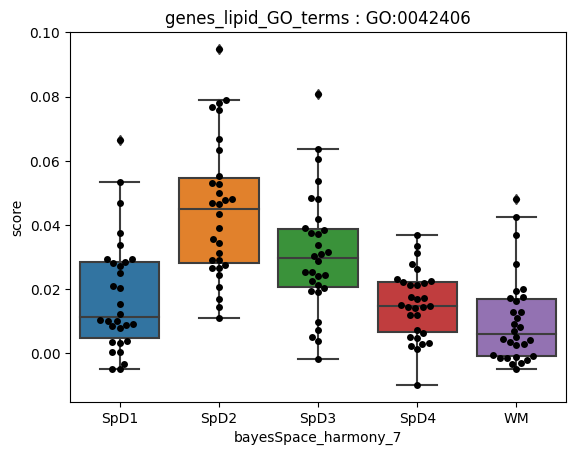 genes_lipid_GO_terms : GO:0042406
0.10
0.08
0.06
0.04
0.02
0.00
score
SpD1 SpD2 SpD3 SpD4 WM
bayesSpace_harmony_7